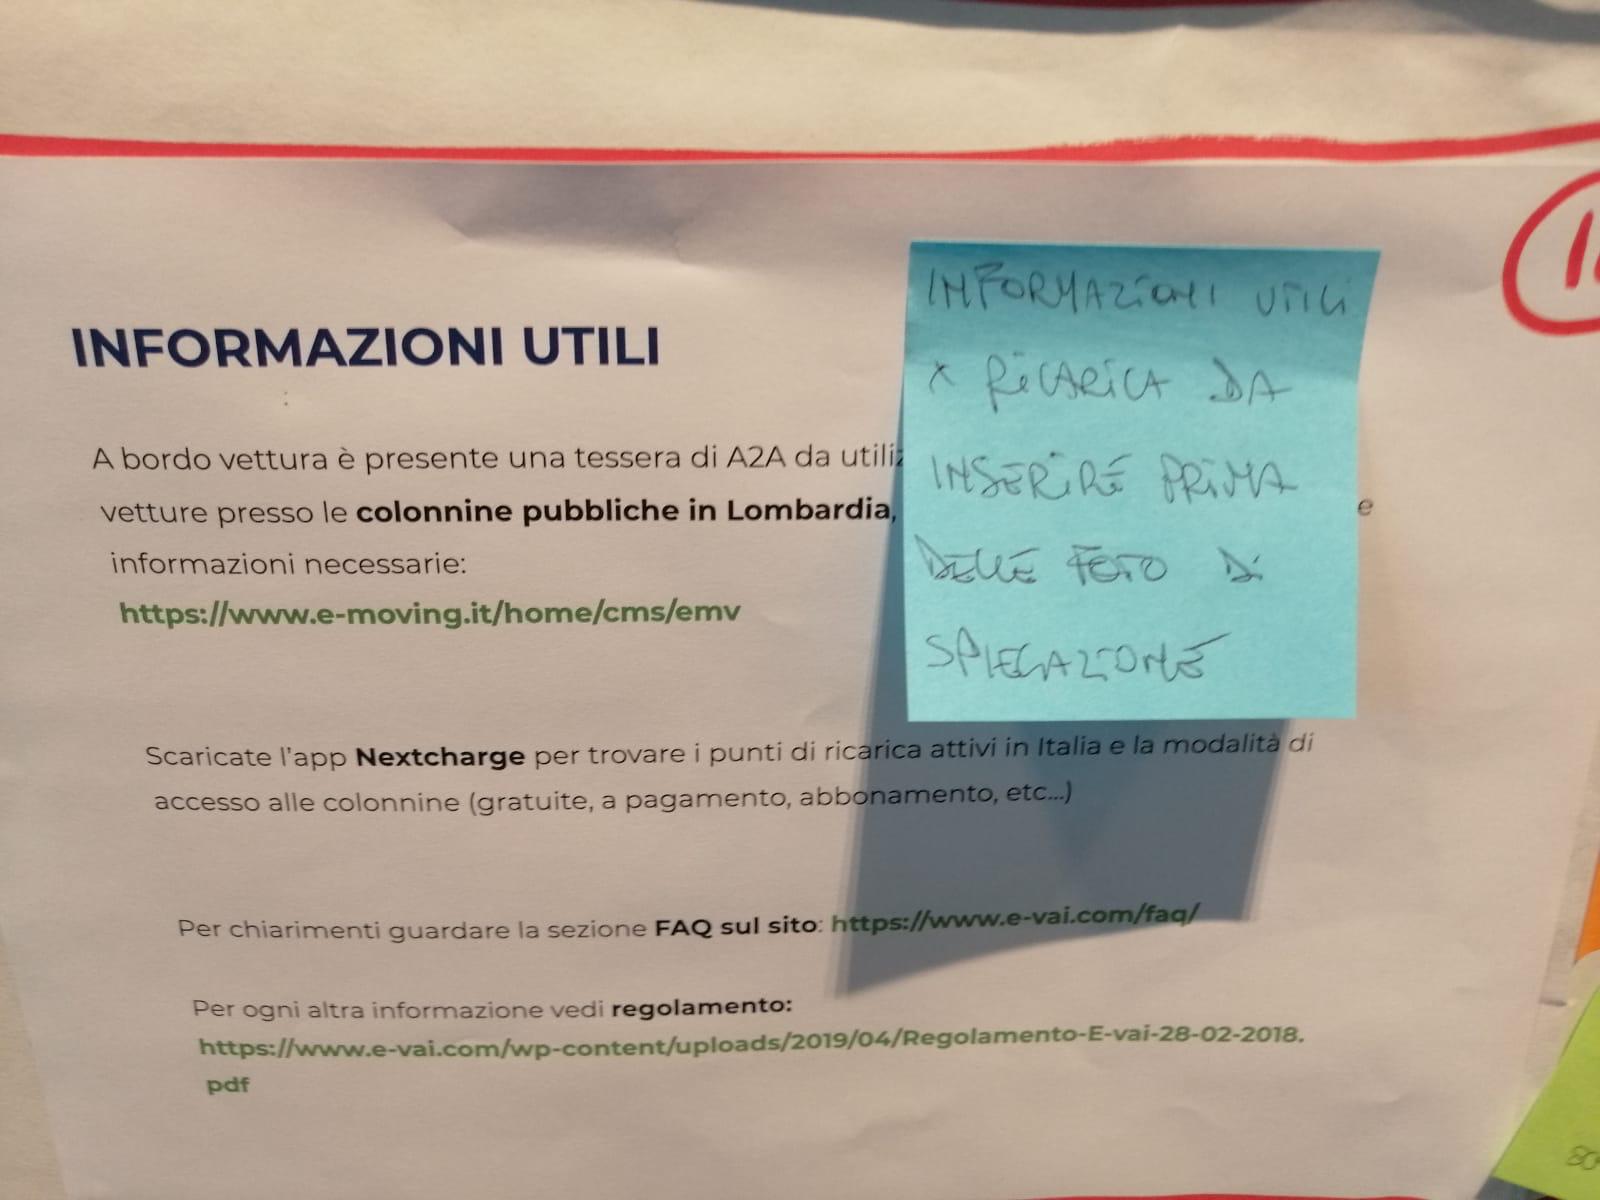 INFORMAZIONI UTILI
A bordo vettura è presente una tessera di A2A da
vetture presso le colonnine pubbliche in Lombardia, e
informazioni necessarie:
https://www.e-moving.it/home/cms/emv
INFORMAZIONI UTILI
x RICARICA DA
INSERIRE PRIMA
DELLE FOTO DI
SPIEGAZIONE
Scaricate l'app Nextcharge per trovare i punti di ricarica attivi in Italia e la modalità di
accesso alle colonnine (gratuite, a pagamento, abbonamento, etc...)
Per chiarimenti guardare la sezione FAQ sul sito: https://www.e-vai.com/faq/
Per ogni altra informazione vedi regolamento:
https://www.e-vai.com/wp-content/uploads/2019/04/Regolamento-E-vai-28-02-2018.
pdf